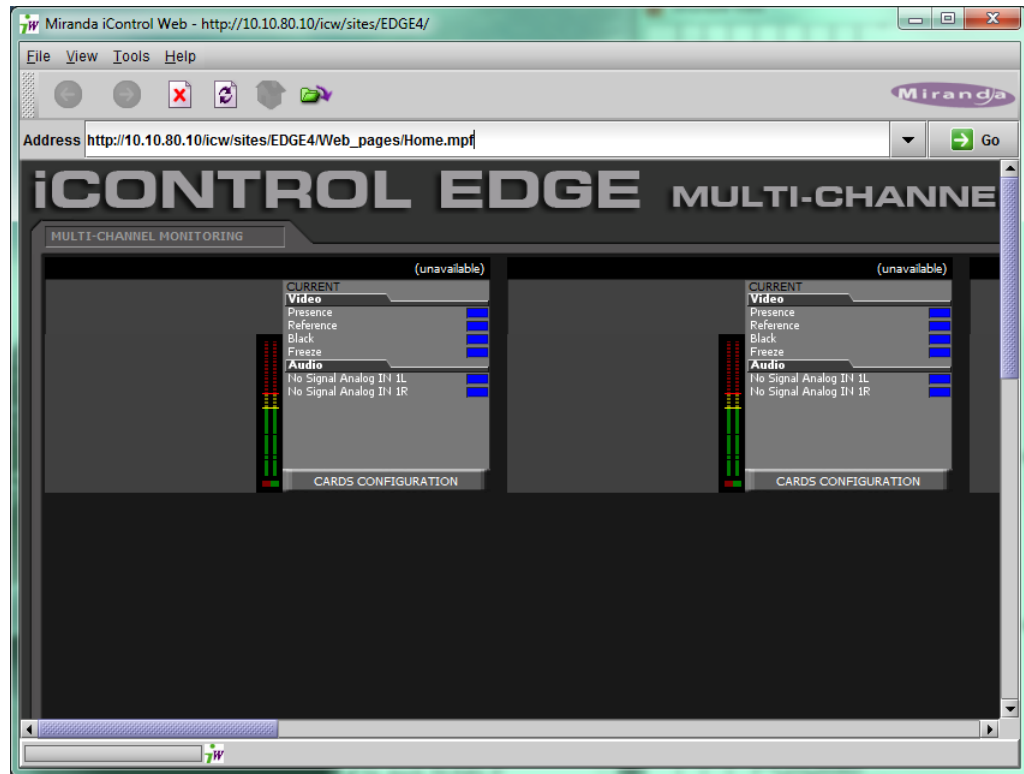 Miranda iControl Web - http://10.10.80.10/icw/sites/EDGE4/
File View Tools Help
Miranda
Address http://10.10.80.10/icw/sites/EDGE4/Web_pages/Home.mpf Go
iCONTROL EDGE MULTI-CHANNE
MULTI-CHANNEL MONITORING
(unavailable)
CURRENT
Video
Presence
Reference
Black
Freeze
Audio
No Signal Analog IN 1L
No Signal Analog IN 1R
CARDS CONFIGURATION
(unavailable)
CURRENT
Video
Presence
Reference
Black
Freeze
Audio
No Signal Analog IN 1L
No Signal Analog IN 1R
CARDS CONFIGURATION
iW